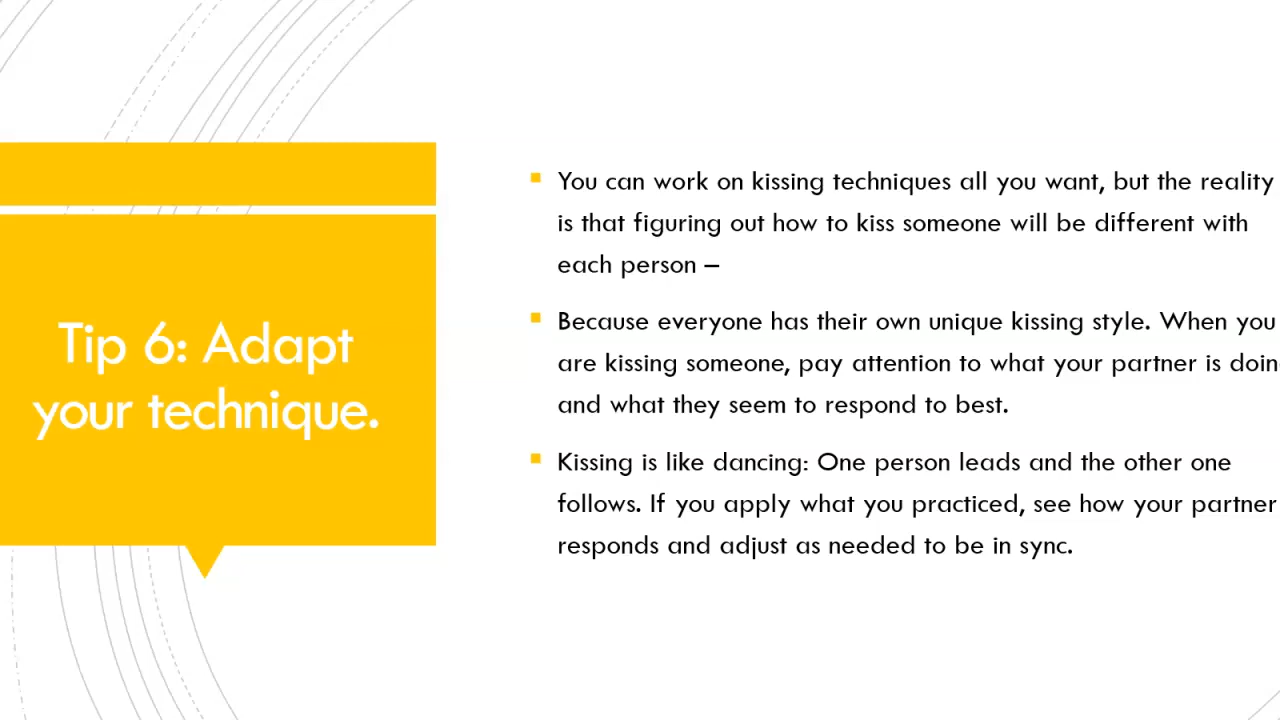 Tip 6: Adapt
your technique.
You can work on kissing techniques all you want, but the reality
is that figuring out how to kiss someone will be different with
each person –
Because everyone has their own unique kissing style. When you
are kissing someone, pay attention to what your partner is doin
and what they seem to respond to best.
Kissing is like dancing: One person leads and the other one
follows. If you apply what you practiced, see how your partner
responds and adjust as needed to be in sync.